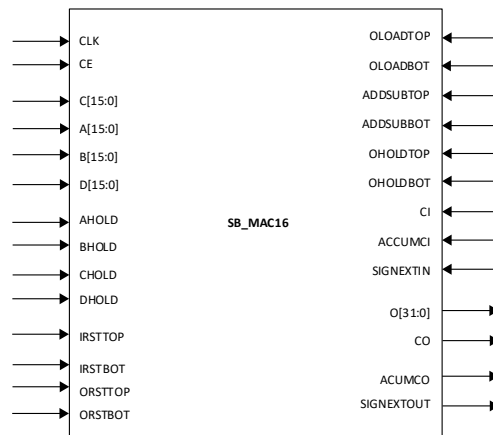 CLK
CE
C[15:0]
A[15:0]
B[15:0]
D[15:0]
AHOLD
BHOLD
CHOLD
DHOLD
IRSTTOP
IRSTBOT
ORSTTOP
ORSTBOT
SB_MAC16
OLOADTOP
OLOADBOT
ADDSUBTOP
ADDSUBBOT
OHOLDTOP
OHOLDBOT
CI
ACCUMCI
SIGNEXTIN
O[31:0]
CO
ACUMCO
SIGNEXTOUT